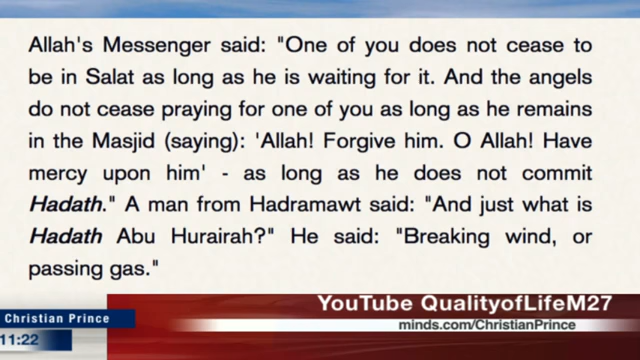 Allah's Messenger said: "One of you does not cease to
be in Salat as long as he is waiting for it. And the angels
do not cease praying for one of you as long as he remains
in the Masjid (saying): 'Allah! Forgive him. O Allah! Have
mercy upon him' - as long as he does not commit
Hadath." A man from Hadramawt said: "And just what is
Hadath Abu Hurairah?" He said: "Breaking wind, or
passing gas."
YouTube QualityofLifeM27
Christian Prince
minds.com/ChristianPrince
11:22